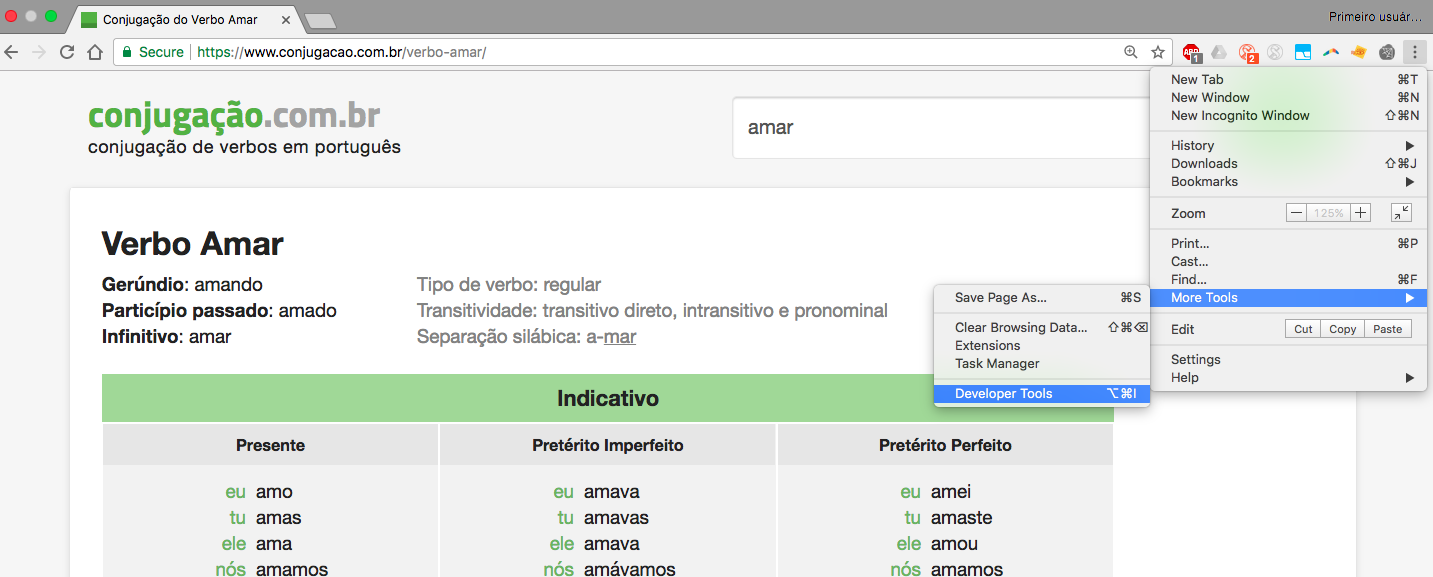 Conjugação do Verbo Amar
Primeiro usuár...
Secure https://www.conjugacao.com.br/verbo-amar/
1
2
conjugação.com.br
conjugação de verbos em português
amar
New Tab ⌘T
New Window ⌘N
New Incognito Window ⇧⌘N
History
Downloads ⇧⌘J
Bookmarks
Zoom 125%
Print... ⌘P
Cast...
Find... ⌘F
More Tools
Edit Cut Copy Paste
Settings
Help
Save Page As... ⌘S
Clear Browsing Data... ⇧⌘⌫
Extensions
Task Manager
Developer Tools ⌥⌘I
Verbo Amar
Gerúndio: amando
Particípio passado: amado
Infinitivo: amar
Tipo de verbo: regular
Transitividade: transitivo direto, intransitivo e pronominal
Separação silábica: a-mar
Indicativo
Presente
eu amo
tu amas
ele ama
nós amamos
Pretérito Imperfeito
eu amava
tu amavas
ele amava
nós amávamos
Pretérito Perfeito
eu amei
tu amaste
ele amou
nós amamos